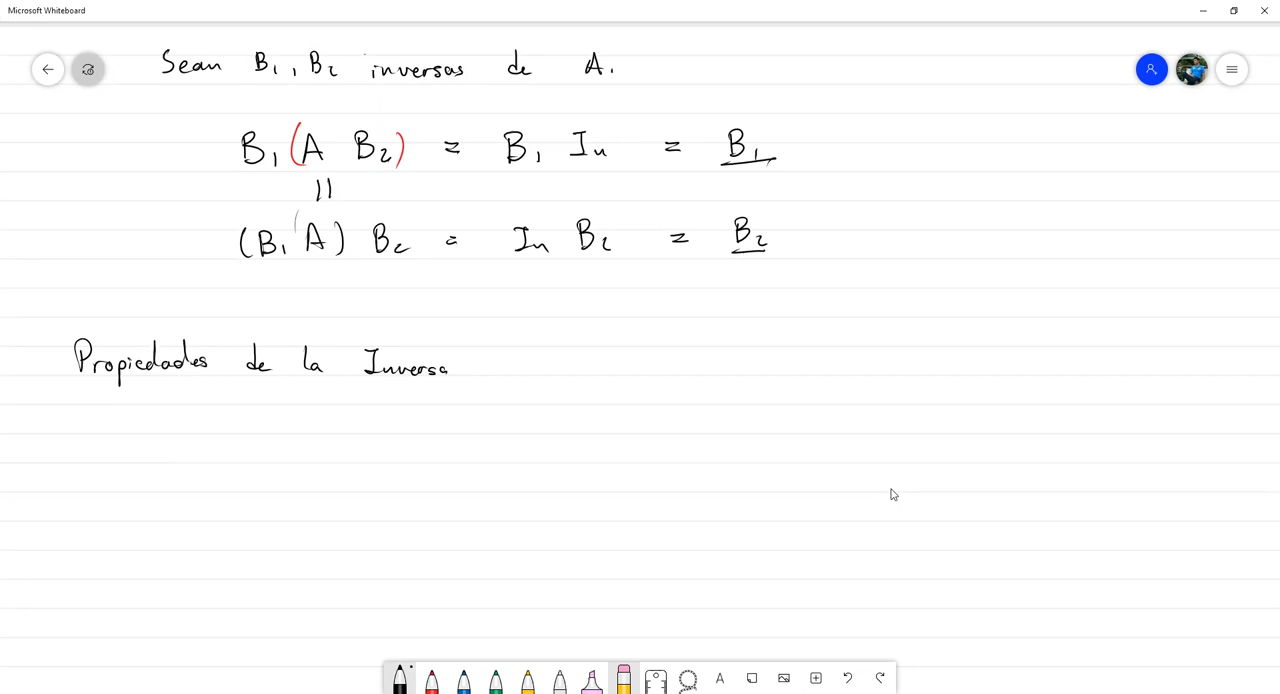 Microsoft Whiteboard
Sean B₁, B₂ inversas de A.
B₁(A B₂) = B₁ In = B₁
||
(B₁ A) B₂ = In B₂ = B₂
Propiedades de la Inversa
A